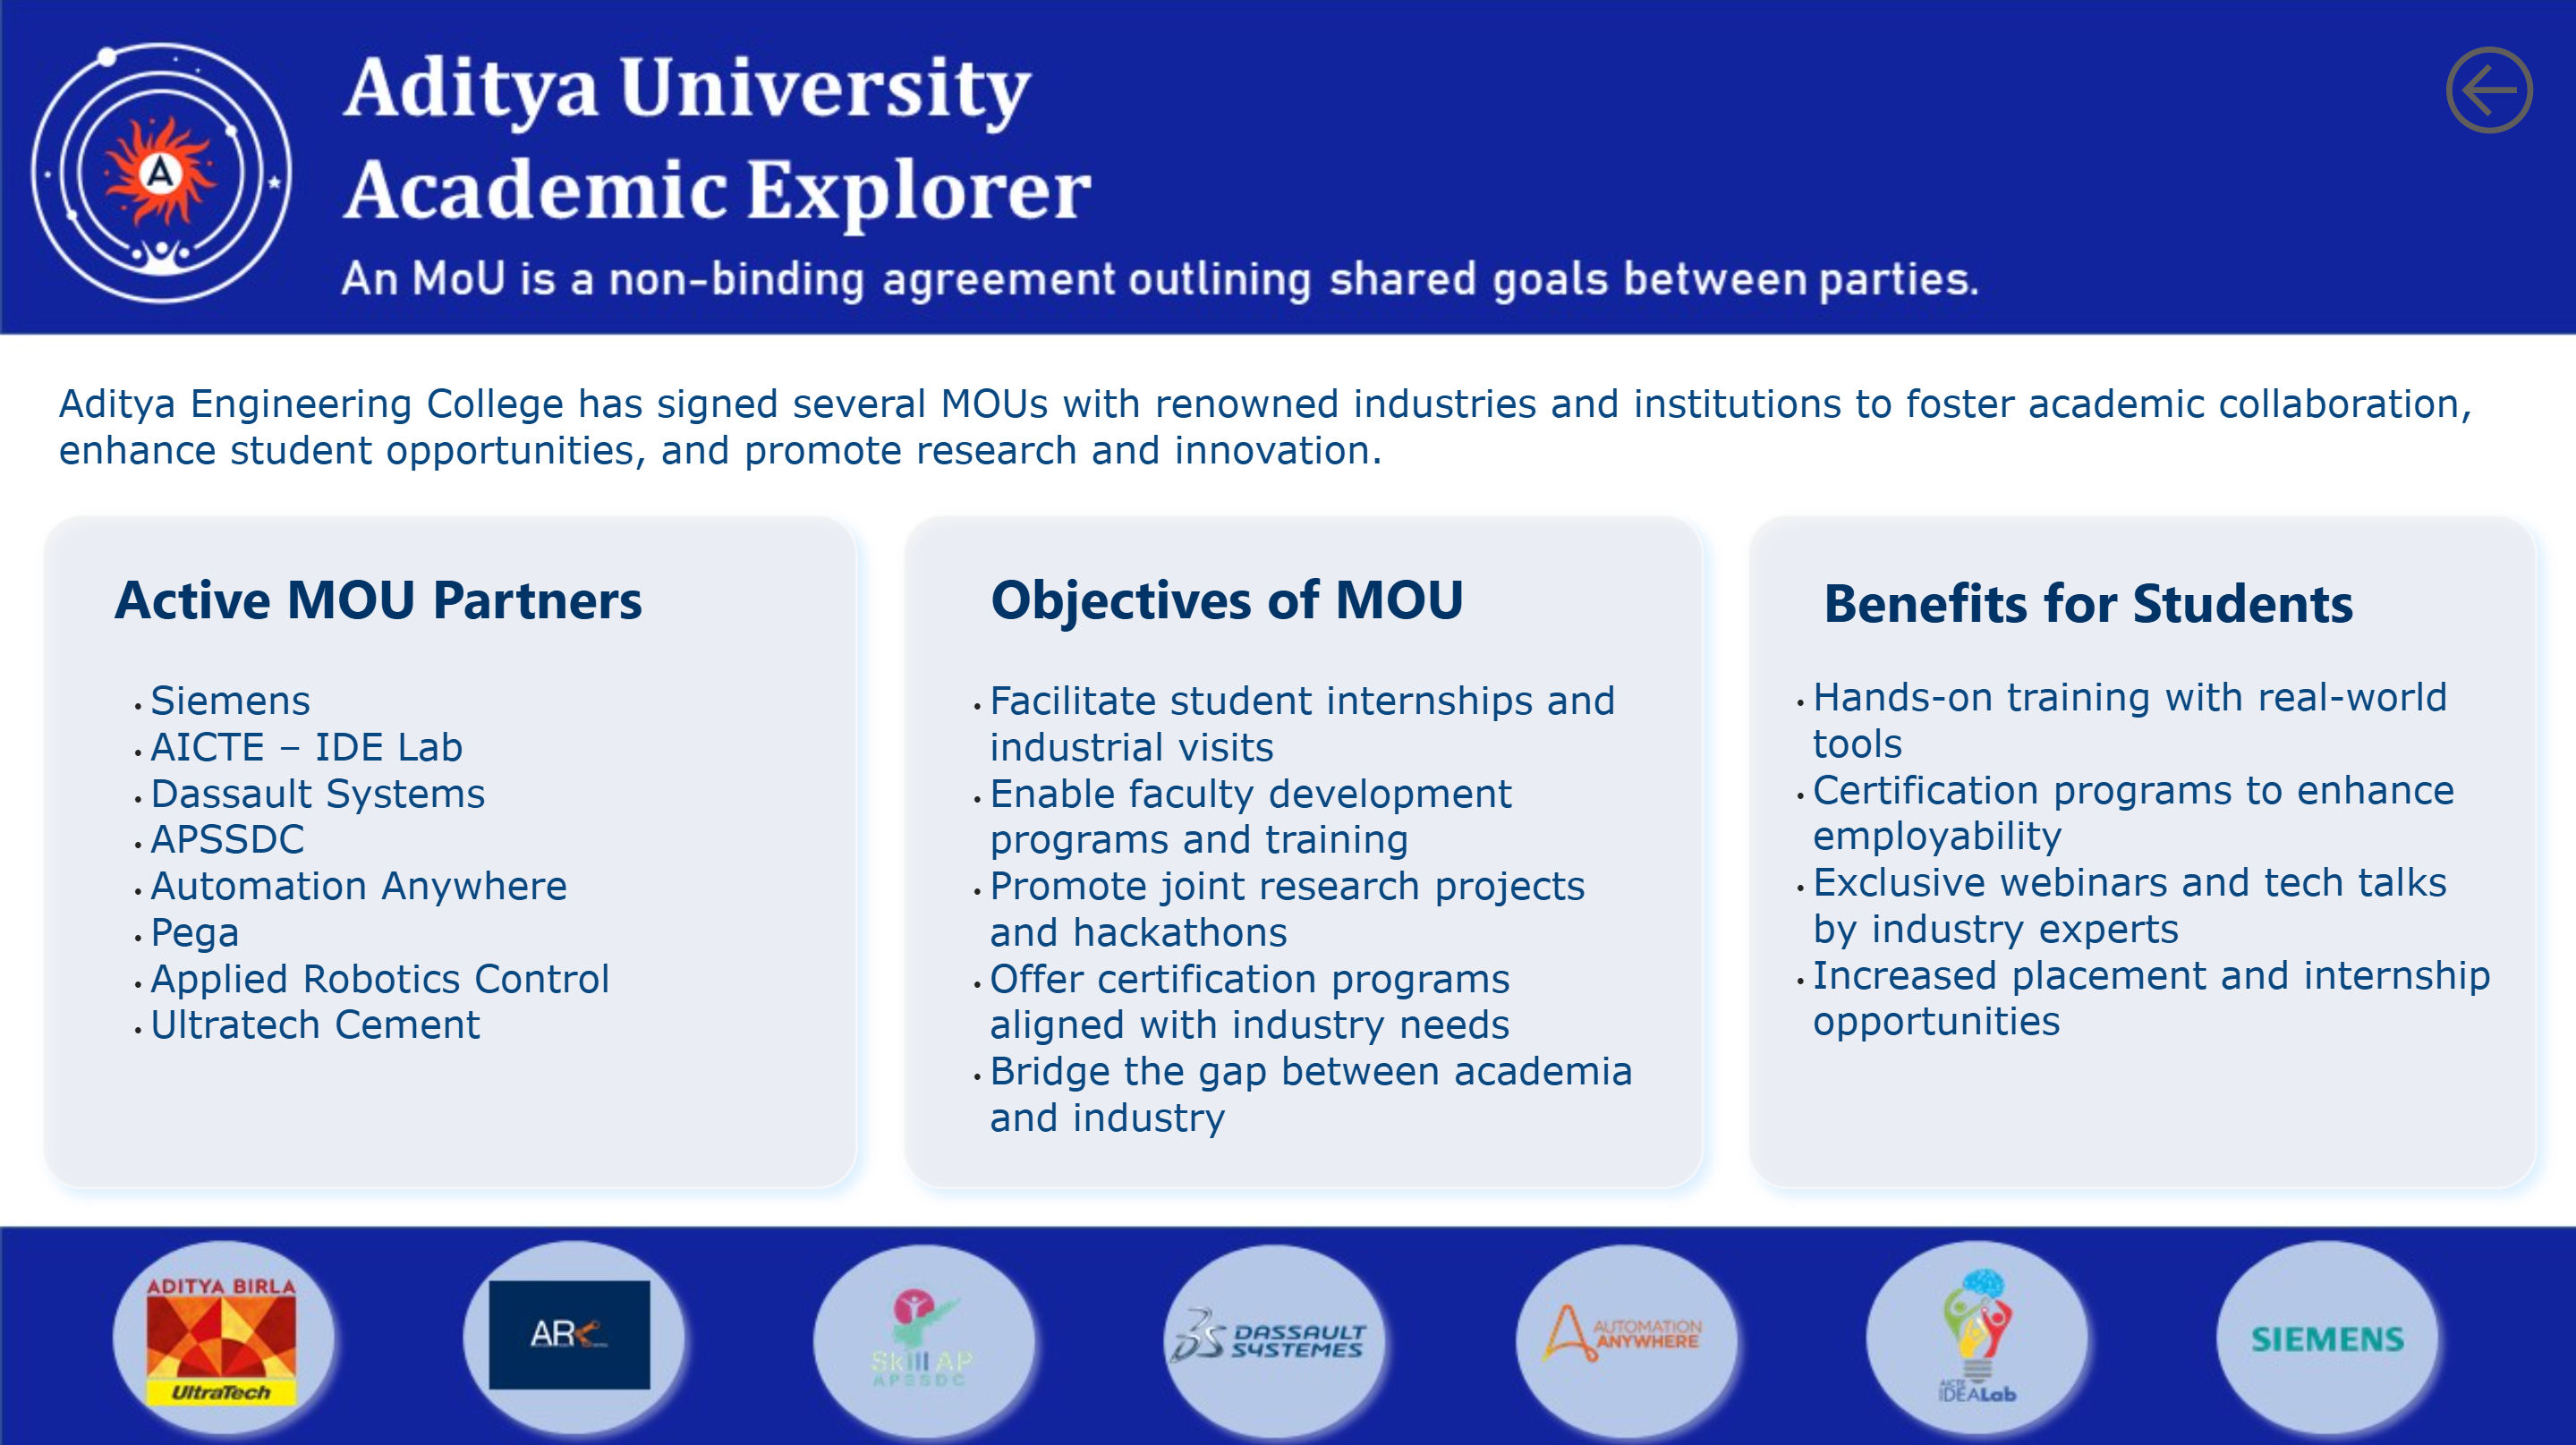 A
Aditya University
Academic Explorer
An MoU is a non-binding agreement outlining shared goals between parties.
Aditya Engineering College has signed several MOUs with renowned industries and institutions to foster academic collaboration,
enhance student opportunities, and promote research and innovation.
Active MOU Partners
• Siemens
• AICTE – IDE Lab
• Dassault Systems
• APSSDC
• Automation Anywhere
• Pega
• Applied Robotics Control
• Ultratech Cement
Objectives of MOU
• Facilitate student internships and
industrial visits
• Enable faculty development
programs and training
• Promote joint research projects
and hackathons
• Offer certification programs
aligned with industry needs
• Bridge the gap between academia
and industry
Benefits for Students
• Hands-on training with real-world
tools
• Certification programs to enhance
employability
• Exclusive webinars and tech talks
by industry experts
• Increased placement and internship
opportunities
ADITYA BIRLA
UltraTech
ARC
Skill AP
APSSDC
DASSAULT
SYSTEMES
AUTOMATION
ANYWHERE
AICTE
IDEALab
SIEMENS